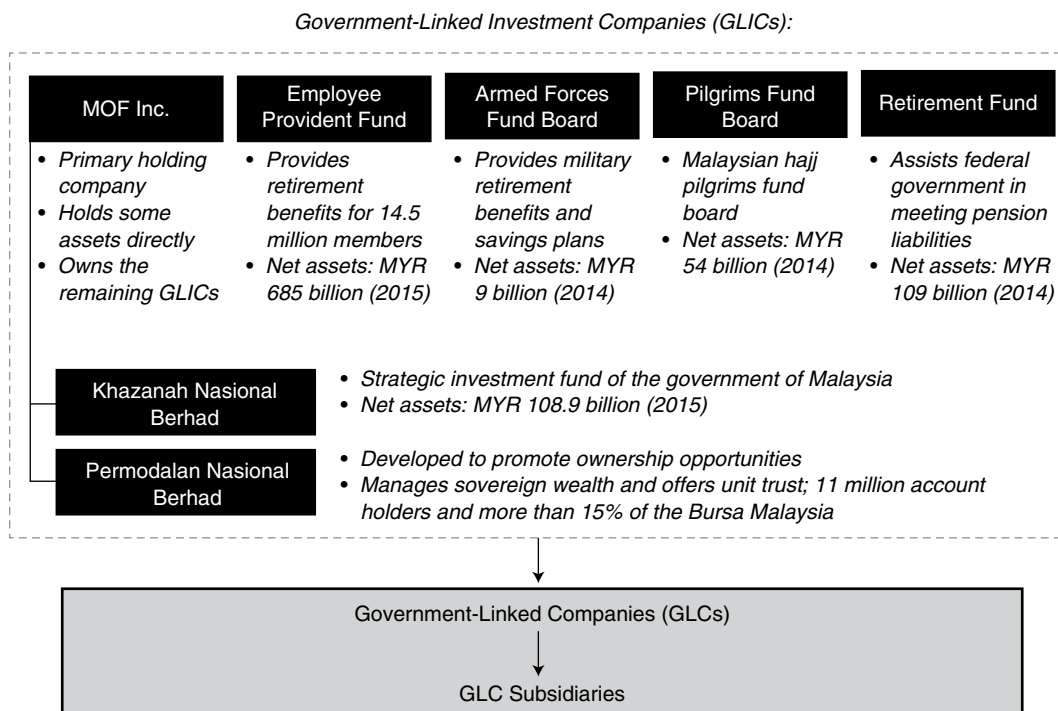 Government-Linked Investment Companies (GLICs):
MOF Inc.
• Primary holding
company
• Holds some
assets directly
• Owns the
remaining GLICs
Employee
Provident Fund
• Provides
retirement
benefits for 14.5
million members
• Net assets: MYR
685 billion (2015)
Armed Forces
Fund Board
• Provides military
retirement
benefits and
savings plans
• Net assets: MYR
9 billion (2014)
Pilgrims Fund
Board
• Malaysian hajj
pilgrims fund
board
• Net assets: MYR
54 billion (2014)
Retirement Fund
• Assists federal
government in
meeting pension
liabilities
• Net assets: MYR
109 billion (2014)
Khazanah Nasional
Berhad
• Strategic investment fund of the government of Malaysia
• Net assets: MYR 108.9 billion (2015)
Permodalan Nasional
Berhad
• Developed to promote ownership opportunities
• Manages sovereign wealth and offers unit trust; 11 million account
holders and more than 15% of the Bursa Malaysia
Government-Linked Companies (GLCs)
GLC Subsidiaries